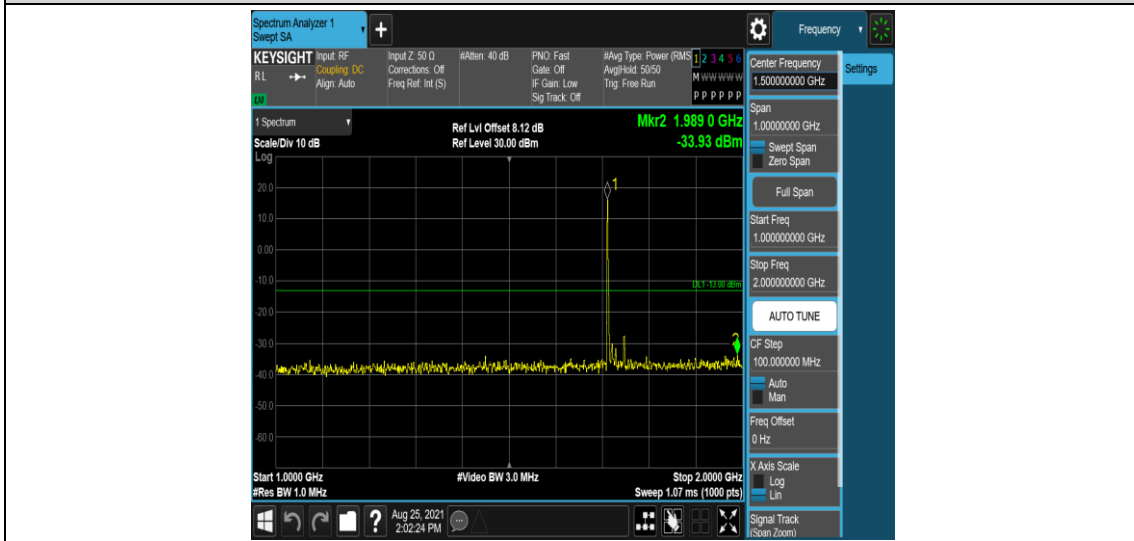 Spectrum Analyzer 1
Swept SA
+
Frequency
KEYSIGHT
RL
LXI
Input: RF
Coupling: DC
Align: Auto
Input Z: 50 Ω
Corrections: Off
Freq Ref: Int (S)
#Atten: 40 dB
PNO: Fast
Gate: Off
IF Gain: Low
Sig Track: Off
#Avg Type: Power (RMS
Avg|Hold: 50/50
Trig: Free Run
1 2 3 4 5 6
M W W W W W
P P P P P P
1 Spectrum
Scale/Div 10 dB
Log
Ref Lvl Offset 8.12 dB
Ref Level 30.00 dBm
Mkr2 1.989 0 GHz
-33.93 dBm
1
20.0
10.0
0.00
-10.0
DL1 -13.00 dBm
-20.0
-30.0
2
-40.0
-50.0
-60.0
Start 1.0000 GHz
#Res BW 1.0 MHz
#Video BW 3.0 MHz
Stop 2.0000 GHz
Sweep 1.07 ms (1000 pts)
Center Frequency
1.500000000 GHz
Settings
Span
1.00000000 GHz
Swept Span
Zero Span
Full Span
Start Freq
1.000000000 GHz
Stop Freq
2.000000000 GHz
AUTO TUNE
CF Step
100.000000 MHz
Auto
Man
Freq Offset
0 Hz
X Axis Scale
Log
Lin
Signal Track
(Span Zoom)
?
Aug 25, 2021
2:02:24 PM